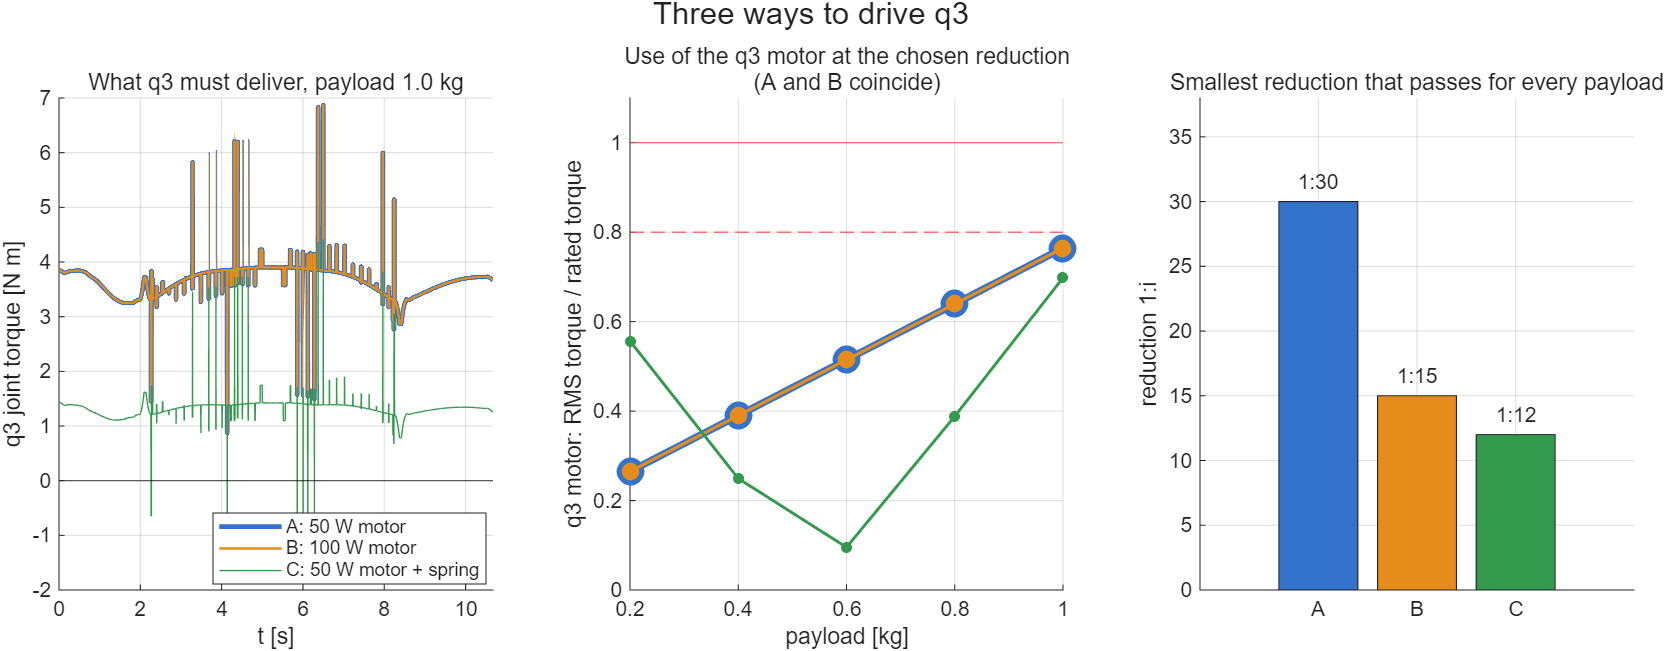 Three ways to drive q3
What q3 must deliver, payload 1.0 kg
7
6
5
4
3
2
1
0
-1
-2
q3 joint torque [N m]
0
2
4
6
8
10
t [s]
A: 50 W motor
B: 100 W motor
C: 50 W motor + spring
Use of the q3 motor at the chosen reduction
(A and B coincide)
1
0.8
0.6
0.4
0.2
0
q3 motor: RMS torque / rated torque
0.2
0.4
0.6
0.8
1
payload [kg]
Smallest reduction that passes for every payload
35
30
25
20
15
10
5
0
reduction 1:i
1:30
1:15
1:12
A
B
C